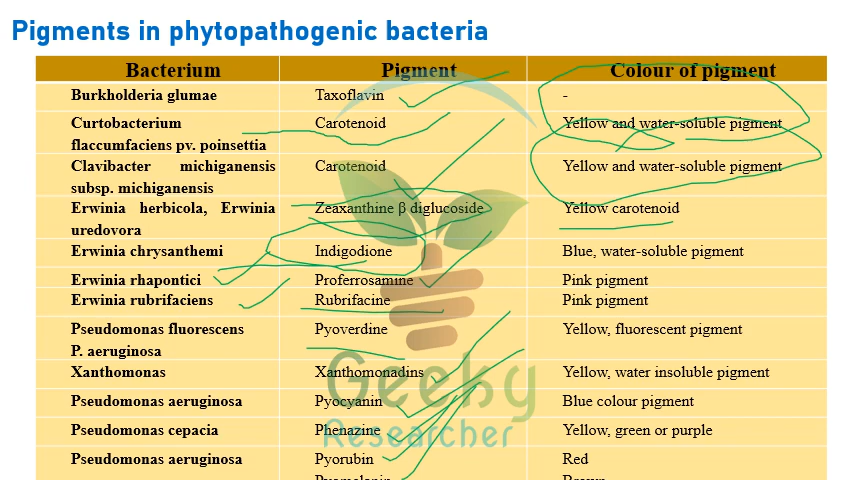 Pigments in phytopathogenic bacteria
Bacterium Pigment Colour of pigment
Burkholderia glumae Taxoflavin -
Curtobacterium Carotenoid Yellow and water-soluble pigment
flaccumfaciens pv. poinsettia
Clavibacter michiganensis Carotenoid Yellow and water-soluble pigment
subsp. michiganensis
Erwinia herbicola, Erwinia Zeaxanthine β diglucoside Yellow carotenoid
uredovora
Erwinia chrysanthemi Indigodione Blue, water-soluble pigment
Erwinia rhapontici Proferrosamine Pink pigment
Erwinia rubrifaciens Rubrifacine Pink pigment
Pseudomonas fluorescens Pyoverdine Yellow, fluorescent pigment
P. aeruginosa
Xanthomonas Xanthomonadins Yellow, water insoluble pigment
Pseudomonas aeruginosa Pyocyanin Blue colour pigment
Geeky
Pseudomonas cepacia Phenazine Yellow, green or purple
Researcher
Pseudomonas aeruginosa Pyorubin Red